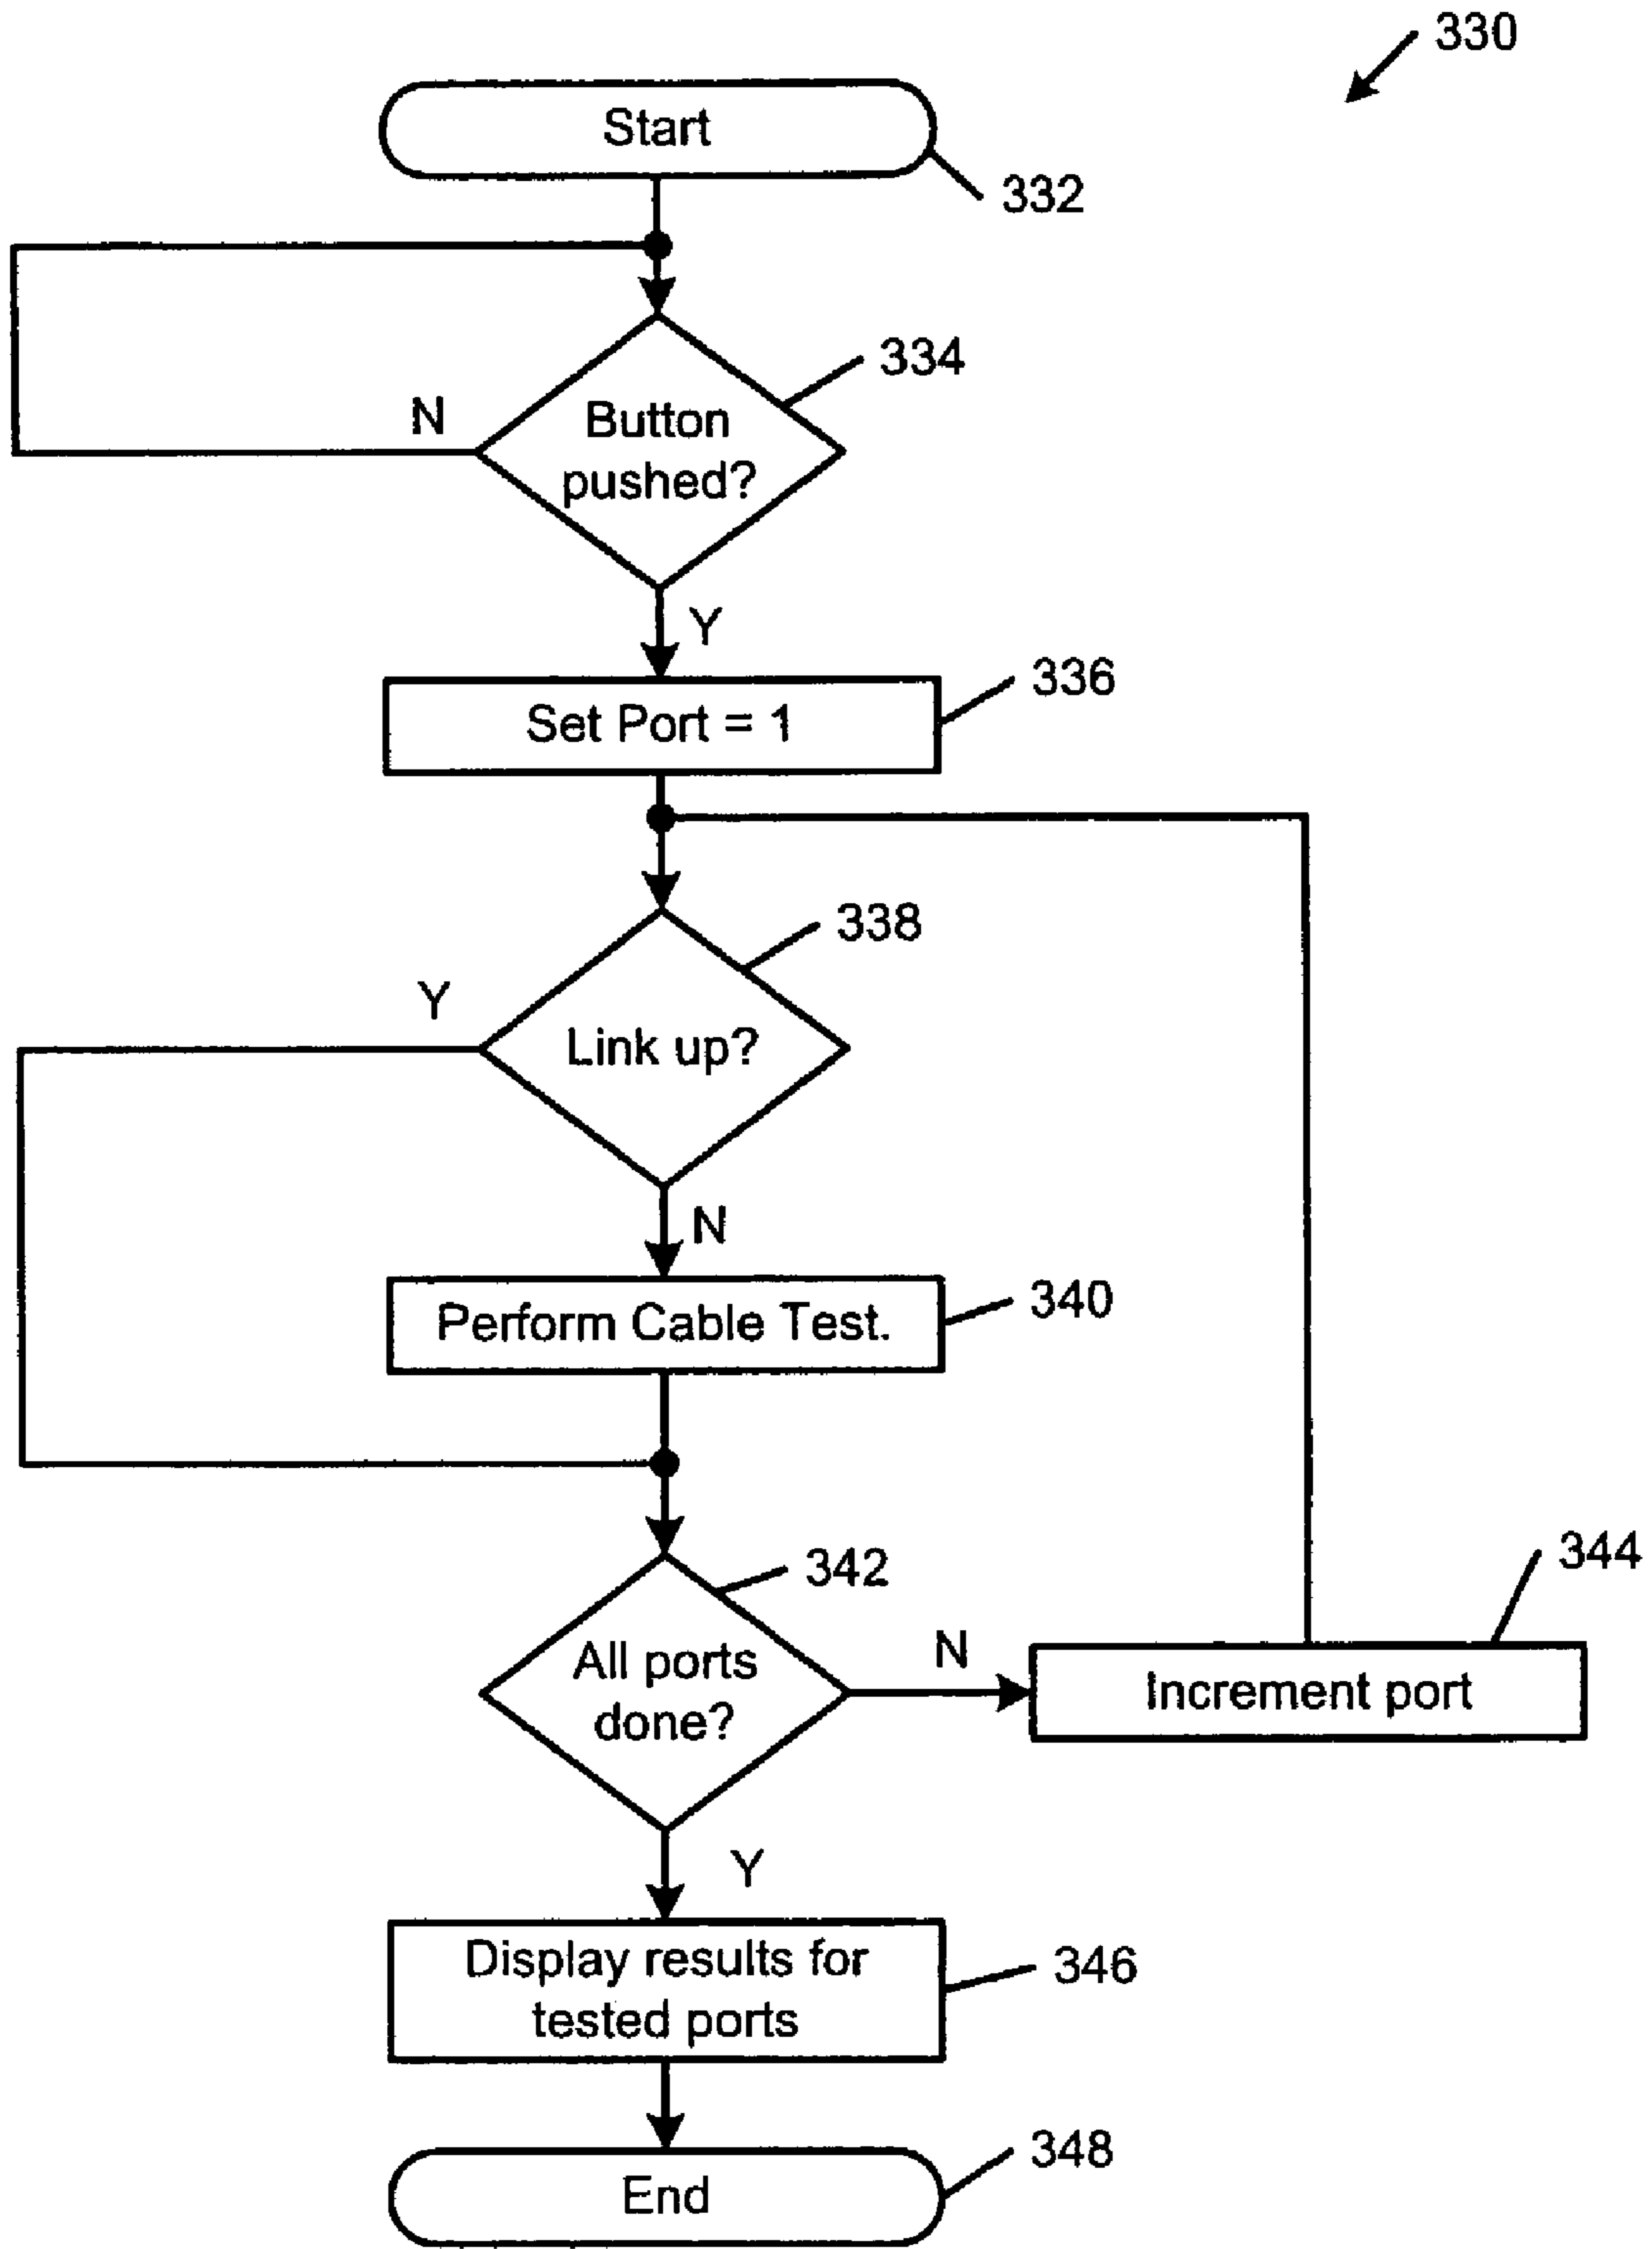 330
Start
332
334
N
Button
pushed?
Y
336
Set Port = 1
338
Y
Link up?
N
340
Perform Cable Test.
342
344
All ports
done?
N
Increment port
Y
Display results for
tested ports
346
348
End